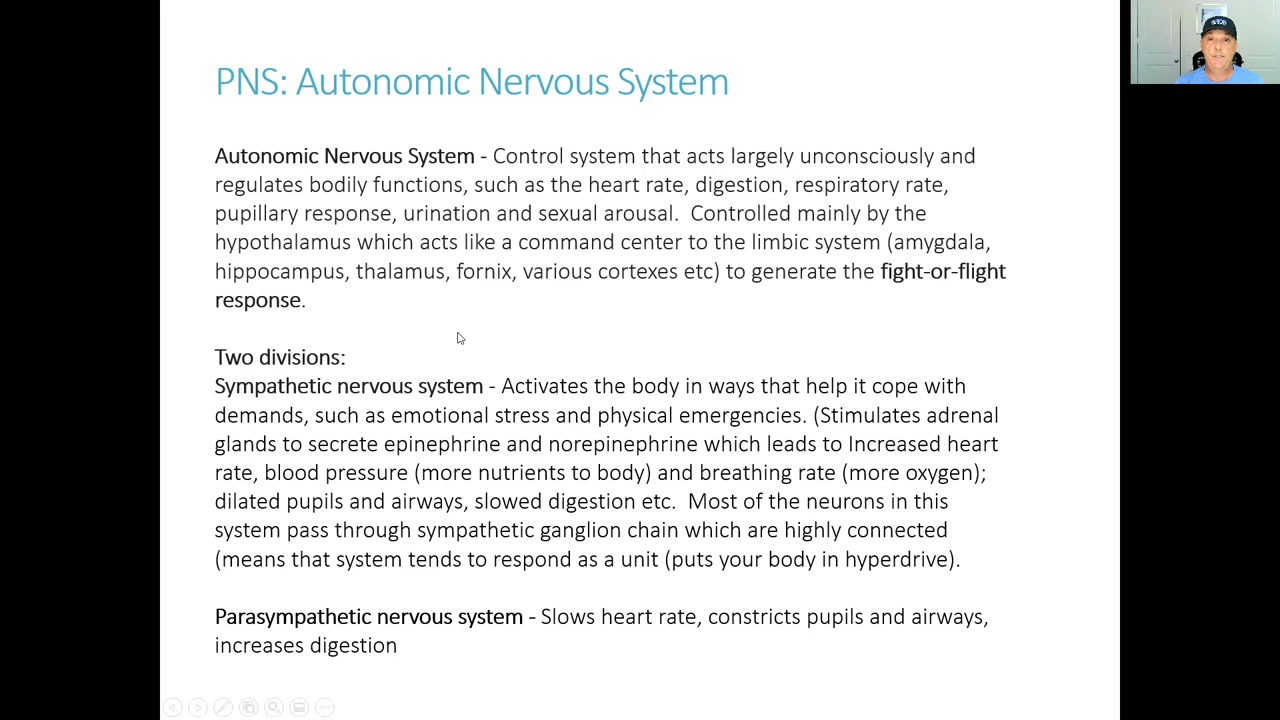 PNS: Autonomic Nervous System
Autonomic Nervous System - Control system that acts largely unconsciously and
regulates bodily functions, such as the heart rate, digestion, respiratory rate,
pupillary response, urination and sexual arousal.  Controlled mainly by the
hypothalamus which acts like a command center to the limbic system (amygdala,
hippocampus, thalamus, fornix, various cortexes etc) to generate the fight-or-flight
response.
Two divisions:
Sympathetic nervous system - Activates the body in ways that help it cope with
demands, such as emotional stress and physical emergencies. (Stimulates adrenal
glands to secrete epinephrine and norepinephrine which leads to Increased heart
rate, blood pressure (more nutrients to body) and breathing rate (more oxygen);
dilated pupils and airways, slowed digestion etc.  Most of the neurons in this
system pass through sympathetic ganglion chain which are highly connected
(means that system tends to respond as a unit (puts your body in hyperdrive).
Parasympathetic nervous system - Slows heart rate, constricts pupils and airways,
increases digestion